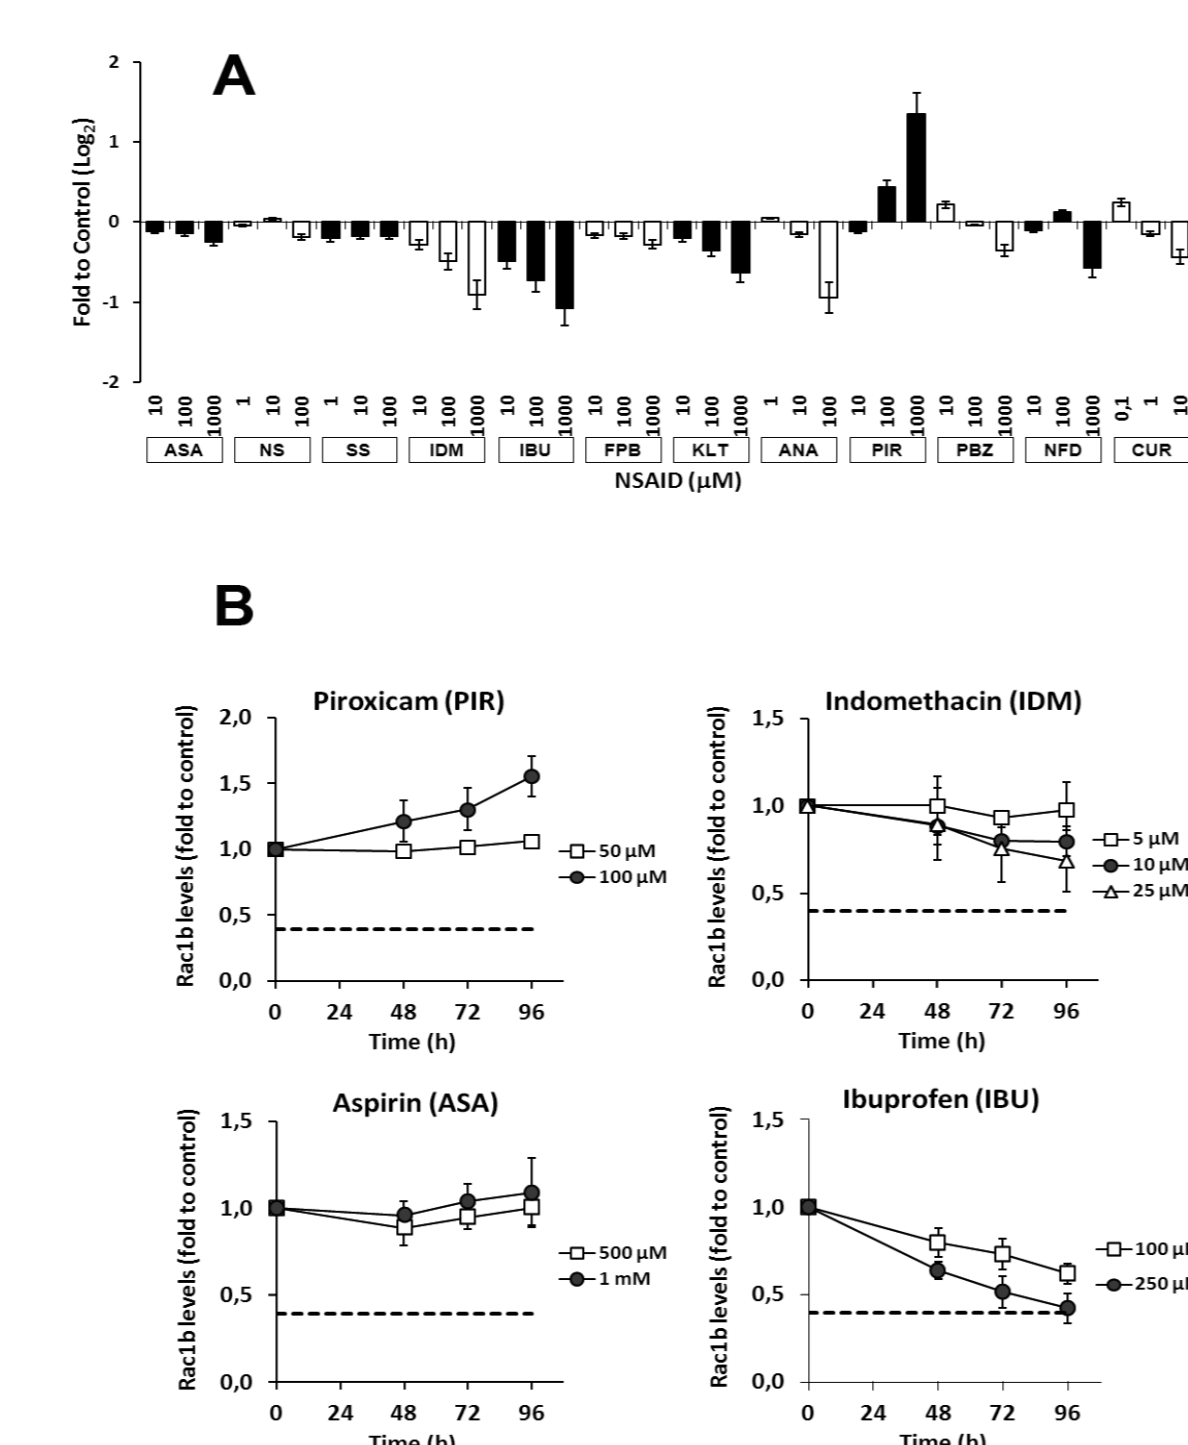 A
2
1
0
-1
-2
Fold to Control (Log2)
10 100 1000 1 10 100 1 10 100 10 100 1000 10 100 1000 10 100 1000 10 100 1000 1 10 100 10 100 1000 10 100 1000 10 100 1000 0,1 1 10
ASA NS SS IDM IBU FPB KLT ANA PIR PBZ NFD CUR
NSAID (µM)
B
Piroxicam (PIR)
Rac1b levels (fold to control)
2,0
1,5
1,0
0,5
0,0
0 24 48 72 96
Time (h)
50 µM
100 µM
Indomethacin (IDM)
Rac1b levels (fold to control)
1,5
1,0
0,5
0,0
0 24 48 72 96
Time (h)
5 µM
10 µM
25 µM
Aspirin (ASA)
Rac1b levels (fold to control)
1,5
1,0
0,5
0,0
0 24 48 72 96
Time (h)
500 µM
1 mM
Ibuprofen (IBU)
Rac1b levels (fold to control)
1,5
1,0
0,5
0,0
0 24 48 72 96
Time (h)
100
250